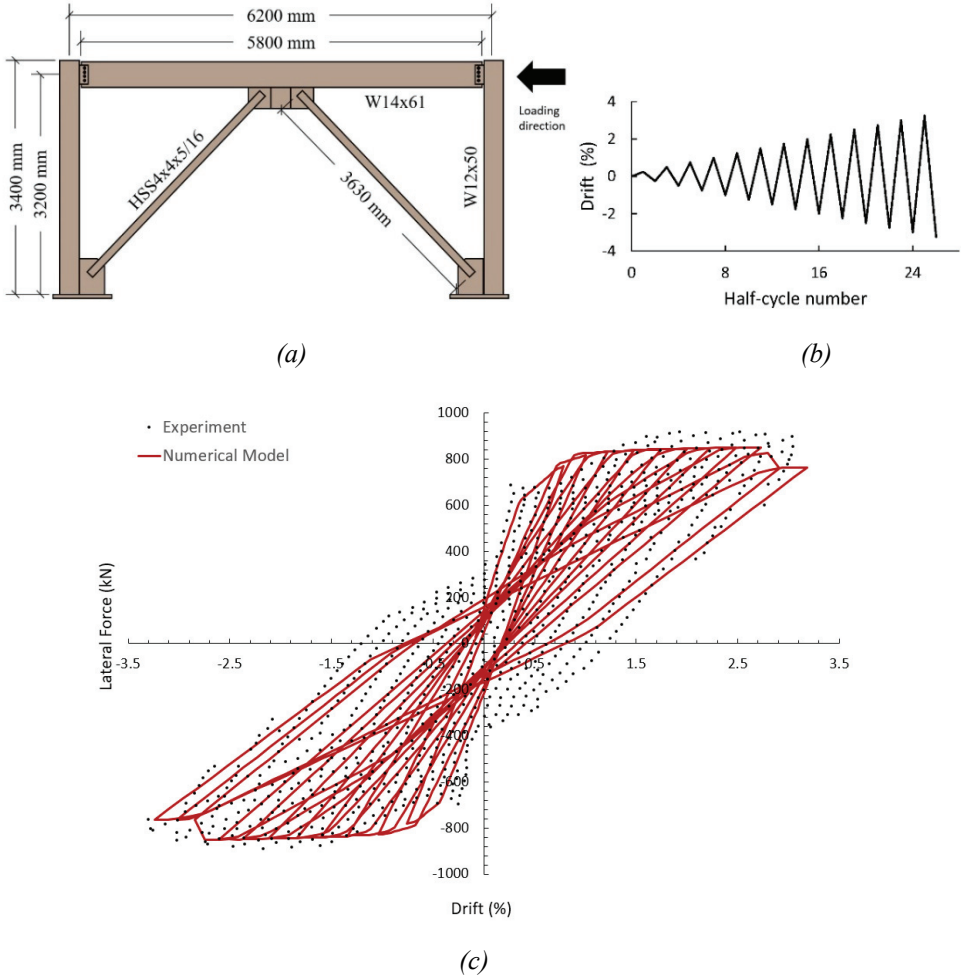 6200 mm
5800 mm
W14x61
Loading
direction
HSS4x4x5/16
3630 mm
W12x50
3400 mm
3200 mm
(a)
Drift (%)
4
2
0
-2
-4
0
8
16
24
Half-cycle number
(b)
Experiment
Numerical Model
Lateral Force (kN)
1000
800
600
400
200
0
-200
-400
-600
-800
-1000
-3.5
-2.5
-1.5
-0.5
0.5
1.5
2.5
3.5
Drift (%)
(c)